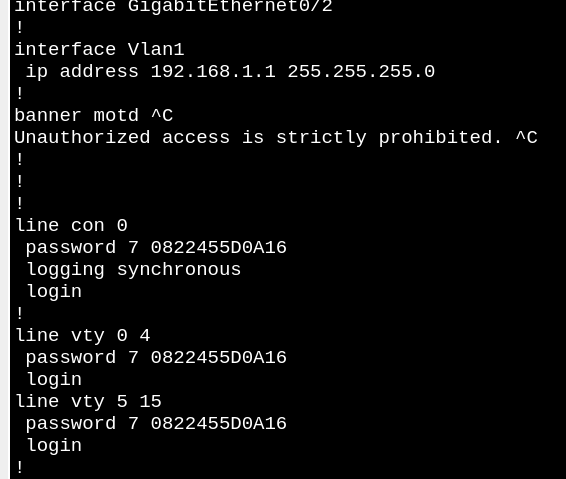 interface GigabitEthernet0/2
!
interface Vlan1
 ip address 192.168.1.1 255.255.255.0
!
banner motd ^C
Unauthorized access is strictly prohibited. ^C
!
!
!
line con 0
 password 7 0822455D0A16
 logging synchronous
 login
!
line vty 0 4
 password 7 0822455D0A16
 login
line vty 5 15
 password 7 0822455D0A16
 login
!